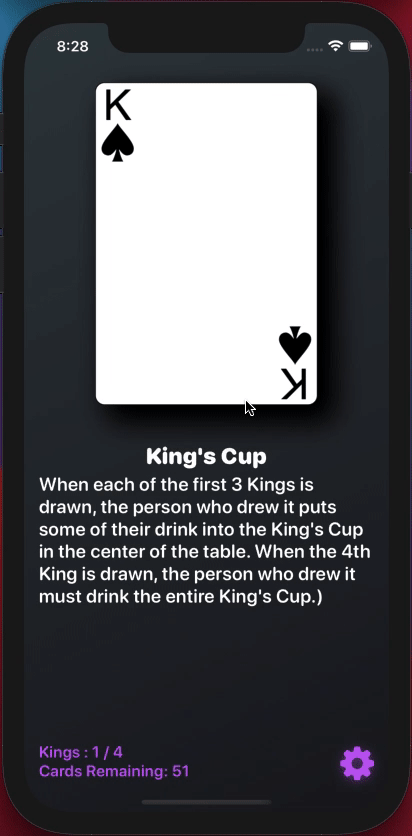 8:28
K
King's Cup
When each of the first 3 Kings is
drawn, the person who drew it puts
some of their drink into the King's Cup
in the center of the table. When the 4th
King is drawn, the person who drew it
must drink the entire King's Cup.)
Kings : 1 / 4
Cards Remaining: 51
K